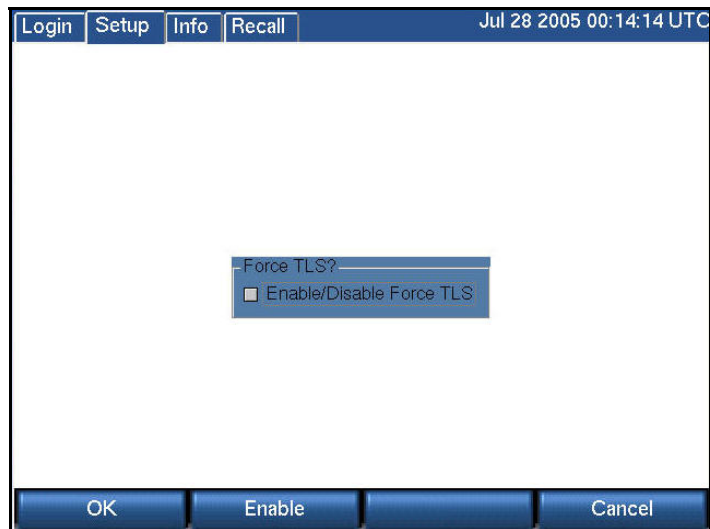 Login Setup Info Recall Jul 28 2005 00:14:14 UTC
Force TLS?
Enable/Disable Force TLS
OK Enable Cancel